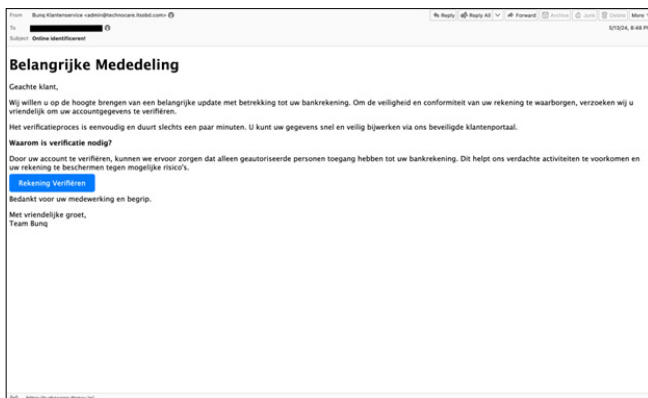 From Bunq Klantenservice <admin@technocare.itsobd.com>
Reply Reply All Forward Archive Junk Delete More
To
5/13/24, 8:48 PM
Subject Online identificeren!
Belangrijke Mededeling
Geachte klant,
Wij willen u op de hoogte brengen van een belangrijke update met betrekking tot uw bankrekening. Om de veiligheid en conformiteit van uw rekening te waarborgen, verzoeken wij u
vriendelijk om uw accountgegevens te verifiëren.
Het verificatieproces is eenvoudig en duurt slechts een paar minuten. U kunt uw gegevens snel en veilig bijwerken via ons beveiligde klantenportaal.
Waarom is verificatie nodig?
Door uw account te verifiëren, kunnen we ervoor zorgen dat alleen geautoriseerde personen toegang hebben tot uw bankrekening. Dit helpt ons verdachte activiteiten te voorkomen en
uw rekening te beschermen tegen mogelijke risico's.
Rekening Verifiëren
Bedankt voor uw medewerking en begrip.
Met vriendelijke groet,
Team Bunq